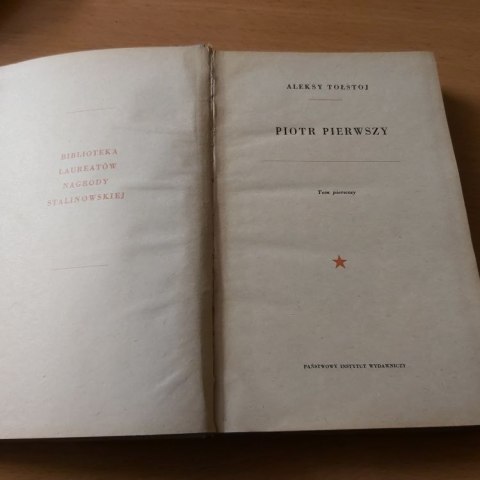 BIBLIOTEKA
LAUREATÓW
NAGRODY
STALINOWSKIEJ
ALEKSY TOŁSTOJ
PIOTR PIERWSZY
Tom pierwszy
PAŃSTWOWY INSTYTUT WYDAWNICZY